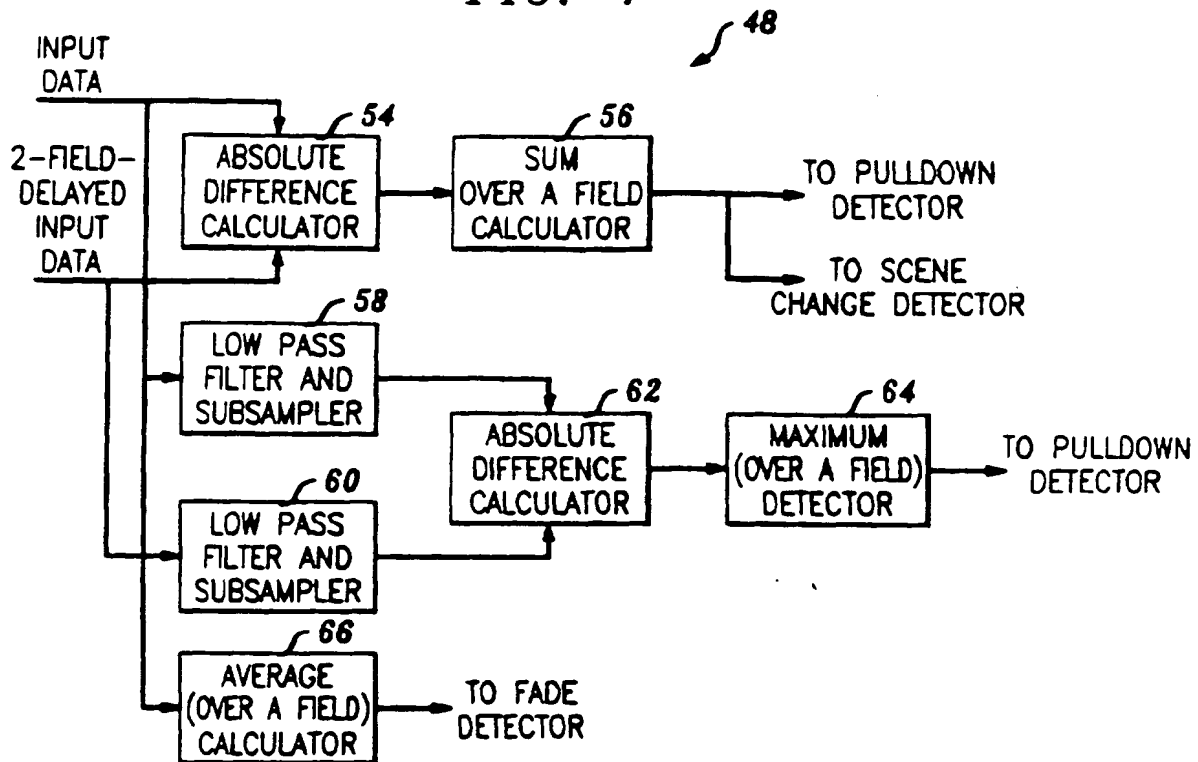 48
INPUT
DATA
2-FIELD-
DELAYED
INPUT
DATA
54
ABSOLUTE
DIFFERENCE
CALCULATOR
56
SUM
OVER A FIELD
CALCULATOR
TO PULLDOWN
DETECTOR
TO SCENE
CHANGE DETECTOR
58
LOW PASS
FILTER AND
SUBSAMPLER
62
ABSOLUTE
DIFFERENCE
CALCULATOR
64
MAXIMUM
(OVER A FIELD)
DETECTOR
TO PULLDOWN
DETECTOR
60
LOW PASS
FILTER AND
SUBSAMPLER
66
AVERAGE
(OVER A FIELD)
CALCULATOR
TO FADE
DETECTOR